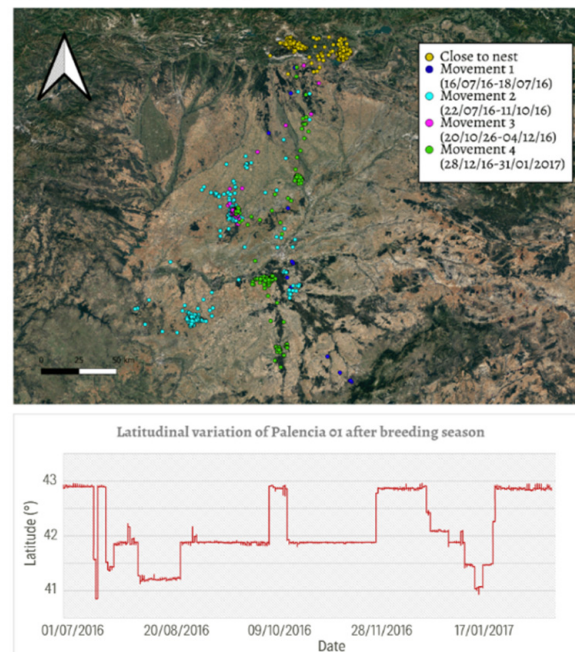 Close to nest
Movement 1
(16/07/16-18/07/16)
Movement 2
(22/07/16-11/10/16)
Movement 3
(20/10/26-04/12/16)
Movement 4
(28/12/16-31/01/2017)
0 25 50 km
Latitudinal variation of Palencia 01 after breeding season
Latitude (°)
43
42
41
01/07/2016 20/08/2016 09/10/2016 28/11/2016 17/01/2017
Date